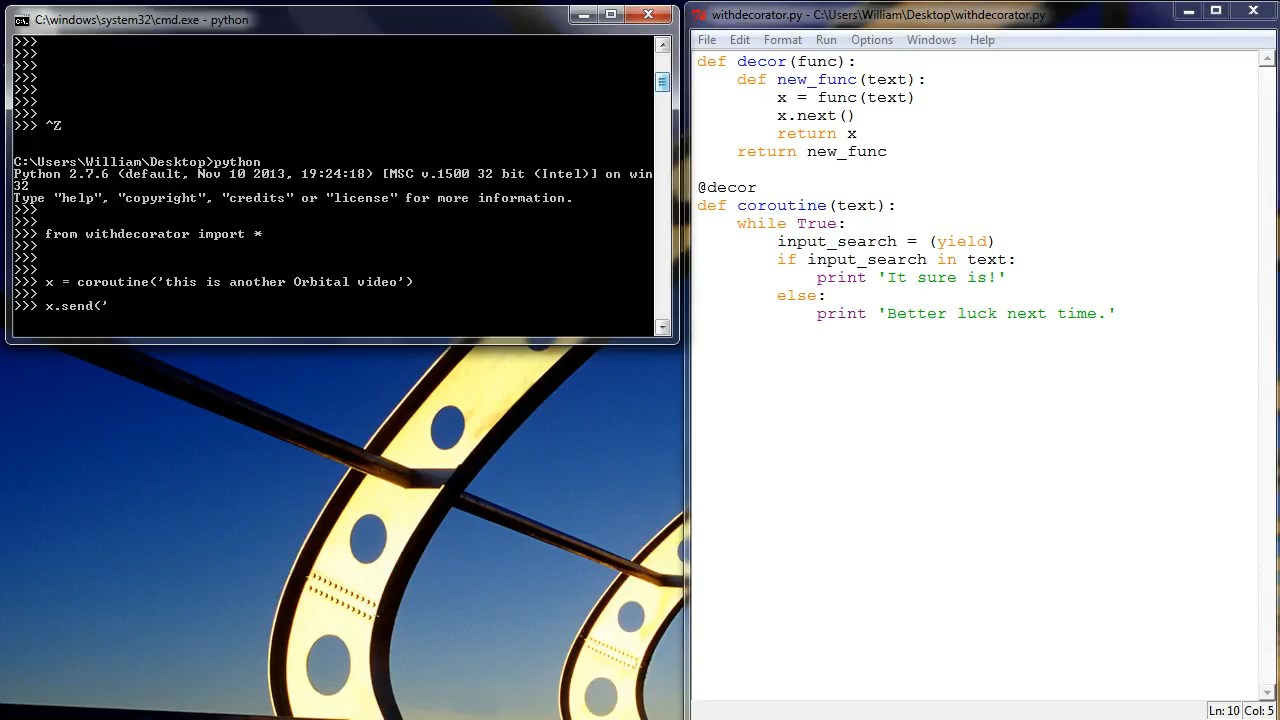 C:\windows\system32\cmd.exe - python
>>>
>>>
>>>
>>>
>>>
>>>
>>>
>>> ^Z
C:\Users\William\Desktop>python
Python 2.7.6 (default, Nov 10 2013, 19:24:18) [MSC v.1500 32 bit (Intel)] on win
32
Type "help", "copyright", "credits" or "license" for more information.
>>>
>>>
>>> from withdecorator import *
>>>
>>>
>>>
>>> x = coroutine('this is another Orbital video')
>>>
>>> x.send('
withdecorator.py - C:\Users\William\Desktop\withdecorator.py
File Edit Format Run Options Windows Help
def decor(func):
    def new_func(text):
        x = func(text)
        x.next()
        return x
    return new_func
@decor
def coroutine(text):
    while True:
        input_search = (yield)
        if input_search in text:
            print 'It sure is!'
        else:
            print 'Better luck next time.'
Ln: 10 Col: 5